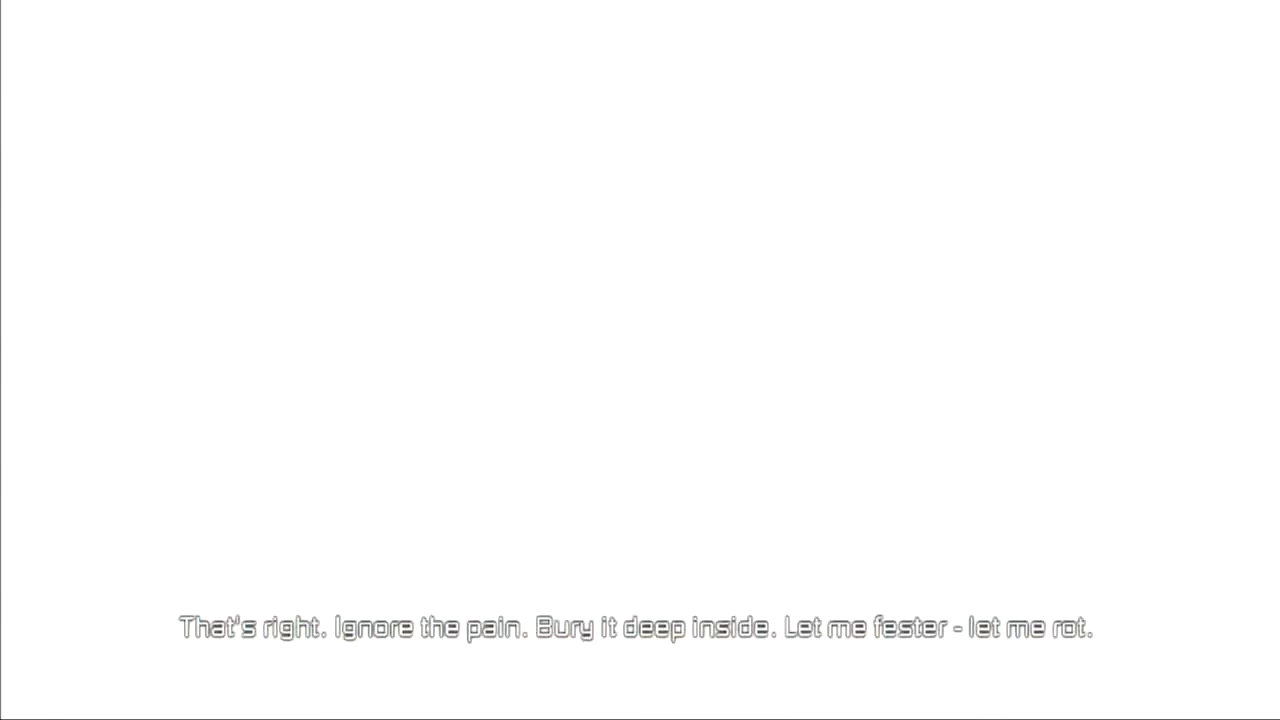 That's right. Ignore the pain. Bury it deep inside. Let me fester - let me rot.